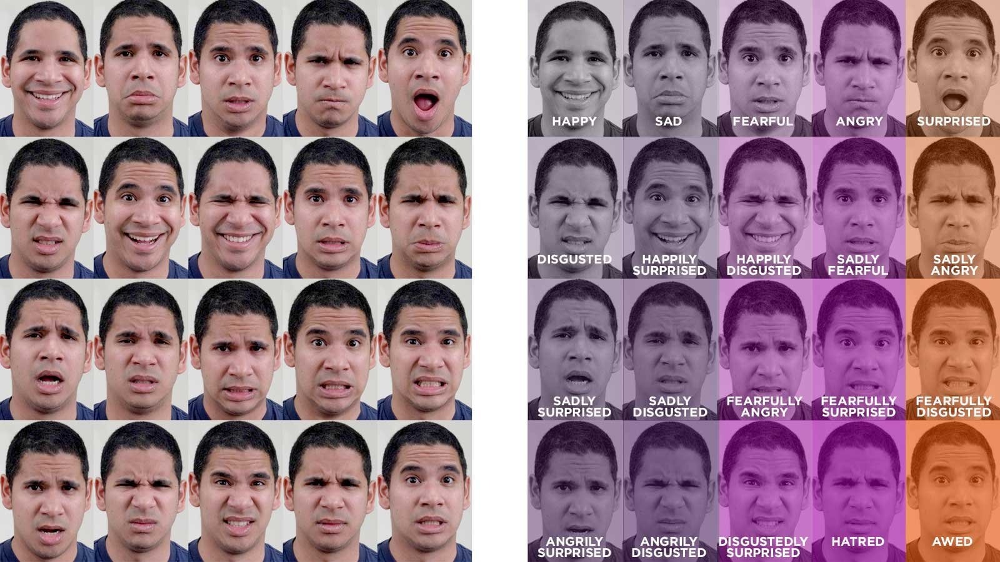 HAPPY
SAD
FEARFUL
ANGRY
SURPRISED
DISGUSTED
HAPPILY
SURPRISED
HAPPILY
DISGUSTED
SADLY
FEARFUL
SADLY
ANGRY
SADLY
SURPRISED
SADLY
DISGUSTED
FEARFULLY
ANGRY
FEARFULLY
SURPRISED
FEARFULLY
DISGUSTED
ANGRILY
SURPRISED
ANGRILY
DISGUSTED
DISGUSTEDLY
SURPRISED
HATRED
AWED